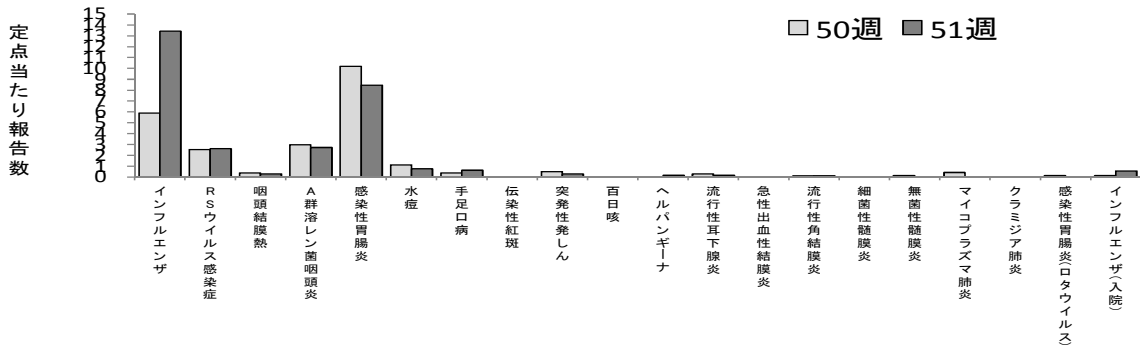 定点当たり報告数
15
14
13
12
11
10
9
8
7
6
5
4
3
2
1
0
50週 51週
インフルエンザ
RSウイルス感染症
咽頭結膜熱
A群溶レン菌咽頭炎
感染性胃腸炎
水痘
手足口病
伝染性紅斑
突発性発しん
百日咳
ヘルパンギーナ
流行性耳下腺炎
急性出血性結膜炎
流行性角結膜炎
細菌性髄膜炎
無菌性髄膜炎
マイコプラズマ肺炎
クラミジア肺炎
感染性胃腸炎(ロタウイルス)
インフルエンザ(入院)